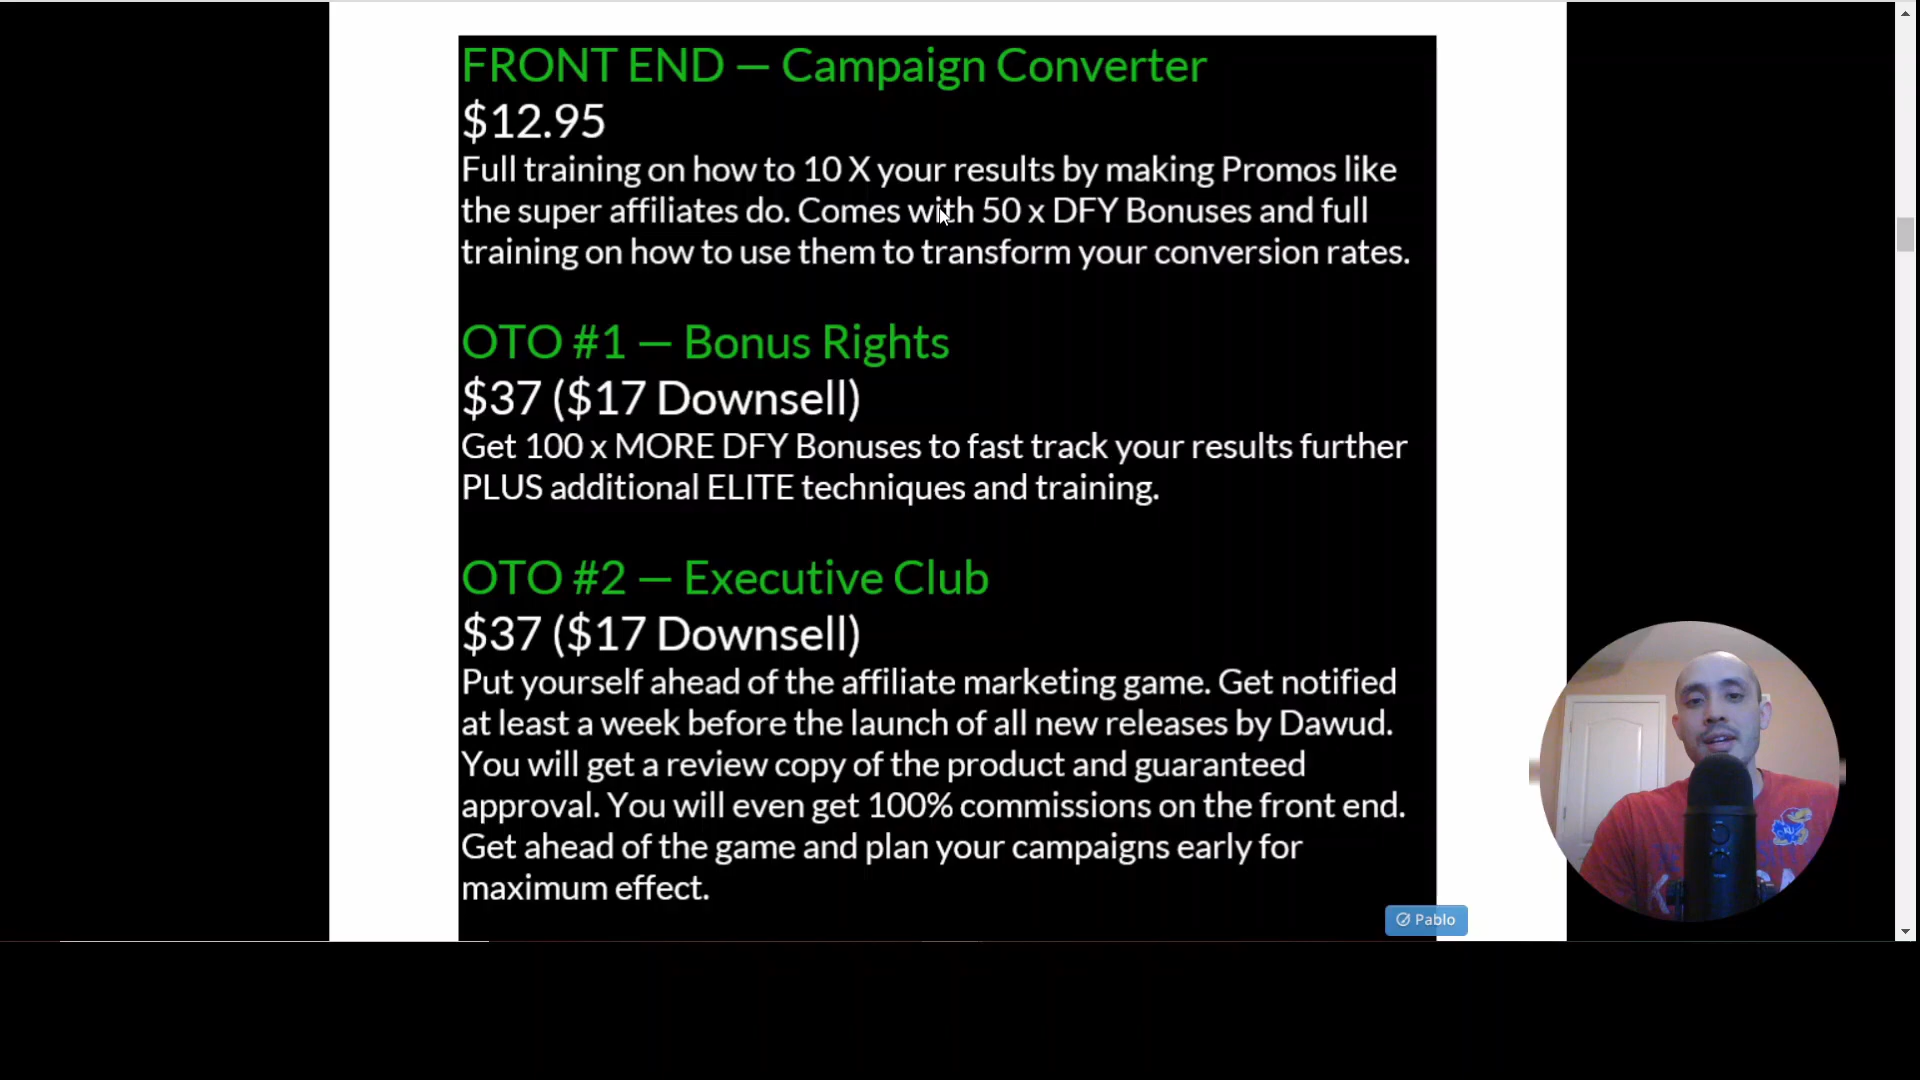 FRONT END — Campaign Converter
$12.95
Full training on how to 10 X your results by making Promos like
the super affiliates do. Comes with 50 x DFY Bonuses and full
training on how to use them to transform your conversion rates.
OTO #1 — Bonus Rights
$37 ($17 Downsell)
Get 100 x MORE DFY Bonuses to fast track your results further
PLUS additional ELITE techniques and training.
OTO #2 — Executive Club
$37 ($17 Downsell)
Put yourself ahead of the affiliate marketing game. Get notified
at least a week before the launch of all new releases by Dawud.
You will get a review copy of the product and guaranteed
approval. You will even get 100% commissions on the front end.
Get ahead of the game and plan your campaigns early for
maximum effect.
Pablo